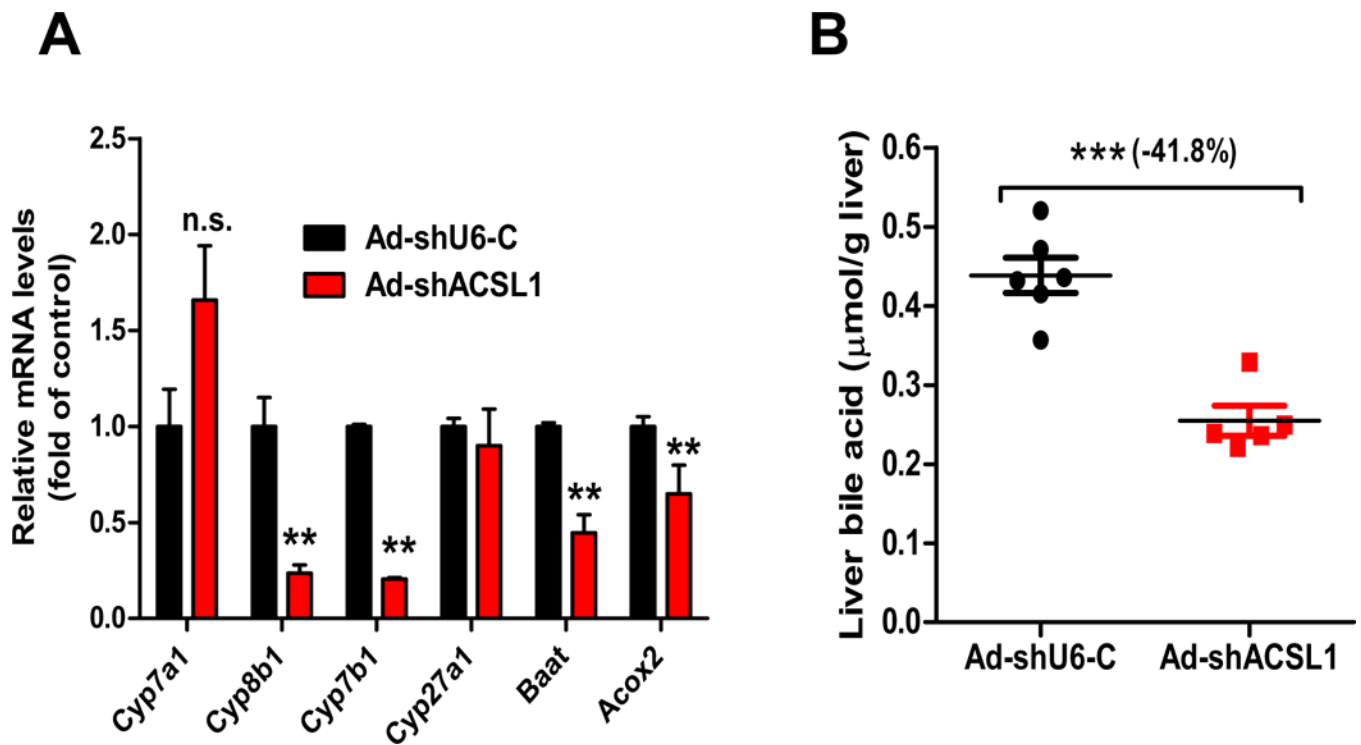 A
Relative mRNA levels
(fold of control)
2.5
2.0
1.5
1.0
0.5
0.0
n.s.
Ad-shU6-C
Ad-shACSL1
**
**
**
**
Cyp7a1
Cyp8b1
Cyp7b1
Cyp27a1
Baat
Acox2
B
Liver bile acid (μmol/g liver)
0.6
0.5
0.4
0.3
0.2
0.1
0.0
*** (-41.8%)
Ad-shU6-C
Ad-shACSL1